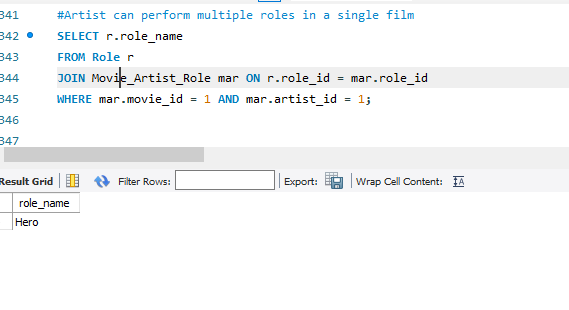 341 #Artist can perform multiple roles in a single film
342 SELECT r.role_name
343 FROM Role r
344 JOIN Movie_Artist_Role mar ON r.role_id = mar.role_id
345 WHERE mar.movie_id = 1 AND mar.artist_id = 1;
346
347
Result Grid Filter Rows: Export: Wrap Cell Content: IA
role_name
Hero